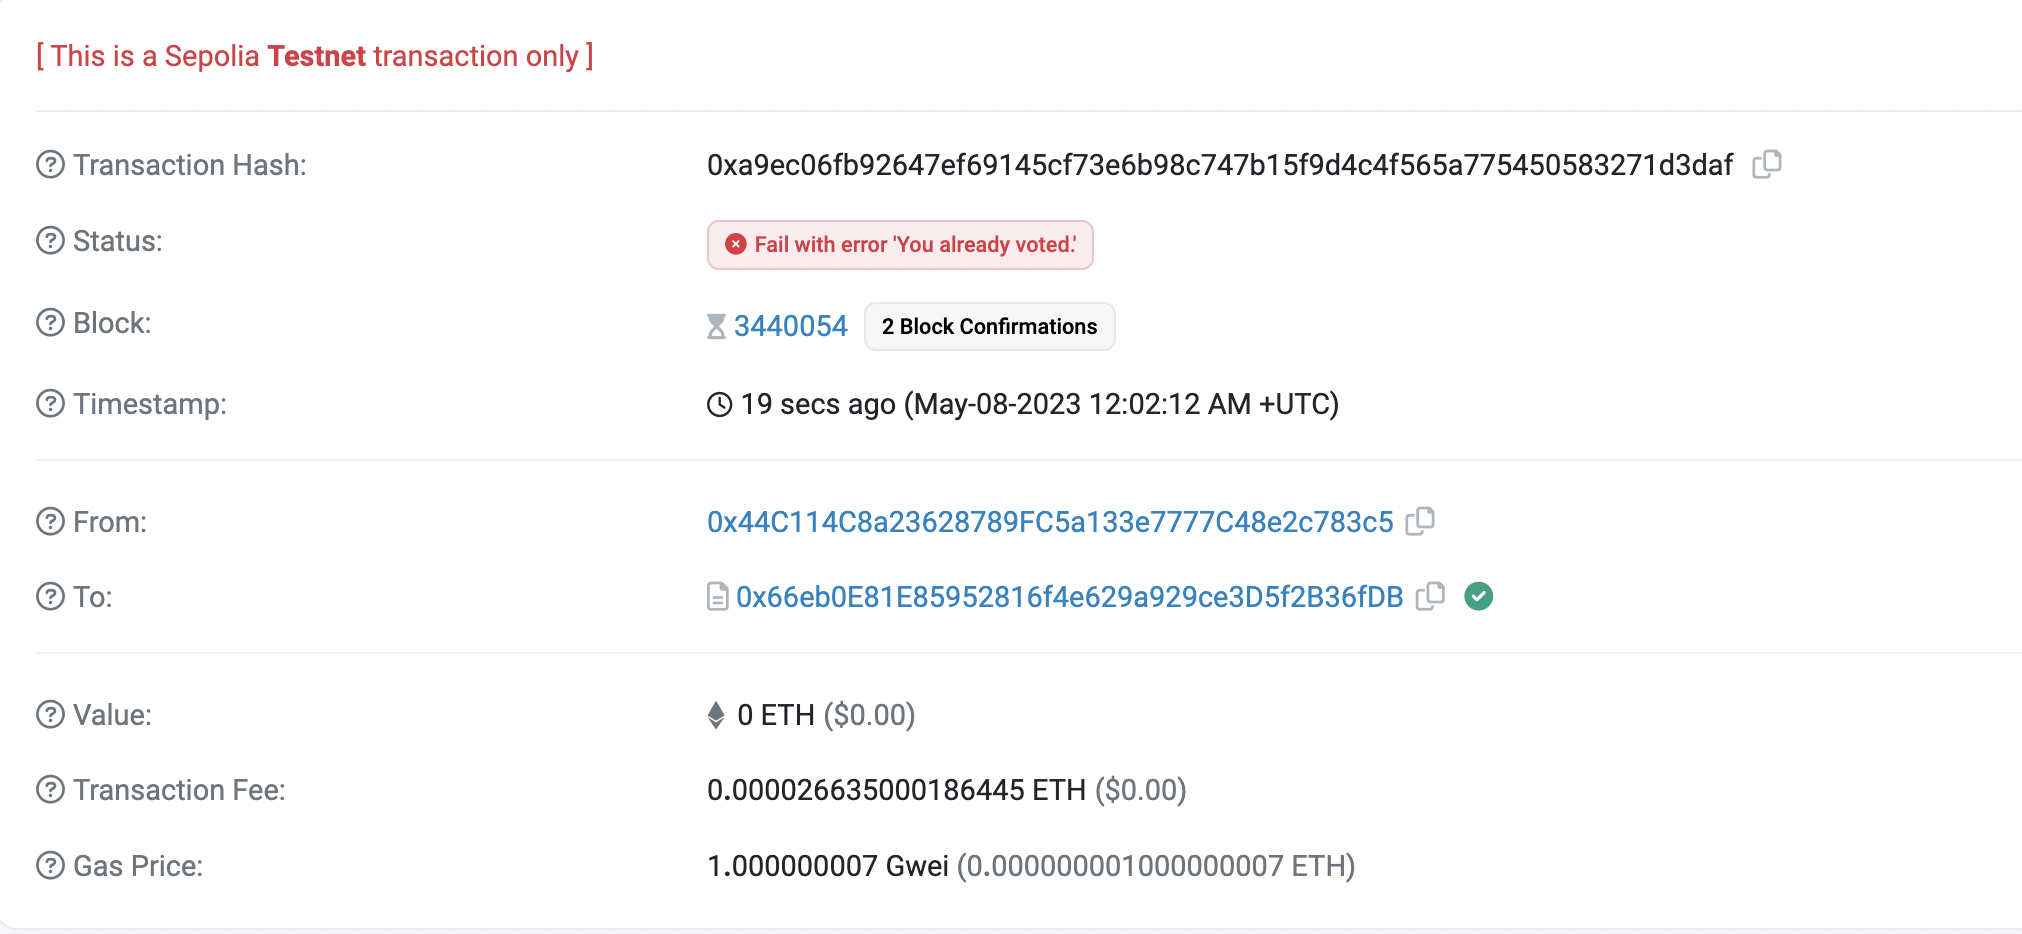 [ This is a Sepolia Testnet transaction only ]
Transaction Hash: 0xa9ec06fb92647ef69145cf73e6b98c747b15f9d4c4f565a775450583271d3daf
Status: Fail with error 'You already voted.'
Block: 3440054 2 Block Confirmations
Timestamp: 19 secs ago (May-08-2023 12:02:12 AM +UTC)
From: 0x44C114C8a23628789FC5a133e7777C48e2c783c5
To: 0x66eb0E81E85952816f4e629a929ce3D5f2B36fDB
Value: 0 ETH ($0.00)
Transaction Fee: 0.000026635000186445 ETH ($0.00)
Gas Price: 1.000000007 Gwei (0.000000001000000007 ETH)